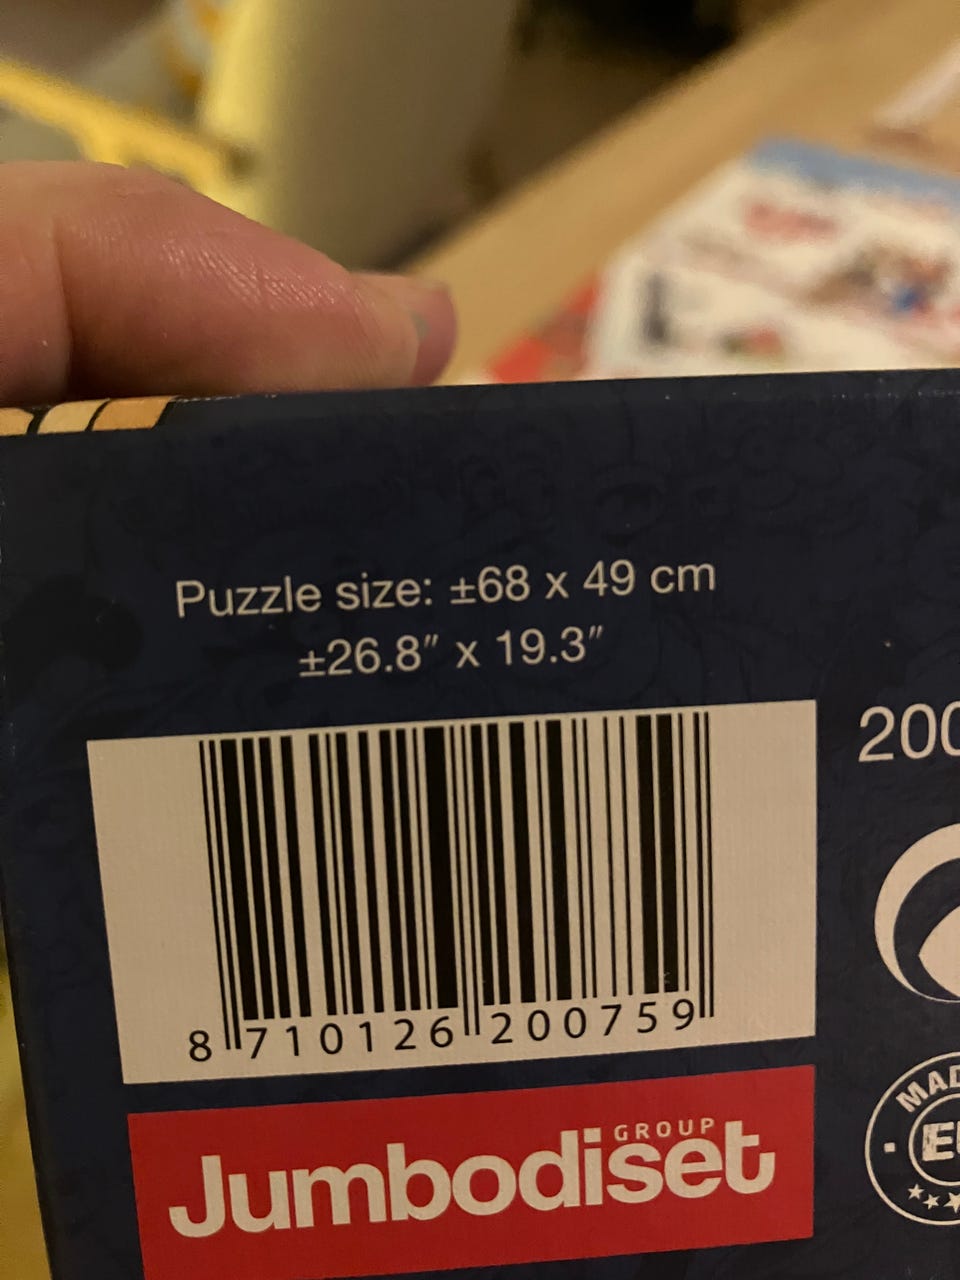 Puzzle size: ±68 x 49 cm
±26.8" x 19.3"
200
8 710126 200759
GROUP
Jumbodiset